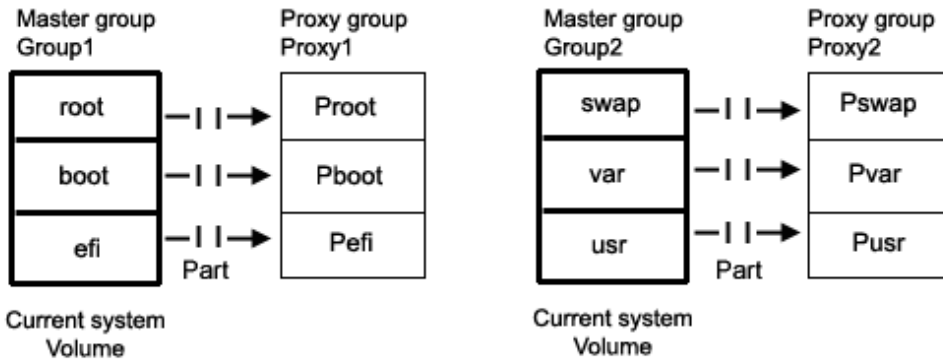 Master group
Group1
Proxy group
Proxy1
root
Proot
boot
Pboot
efi
Pefi
Part
Current system
Volume
Master group
Group2
Proxy group
Proxy2
swap
Pswap
var
Pvar
usr
Pusr
Part
Current system
Volume